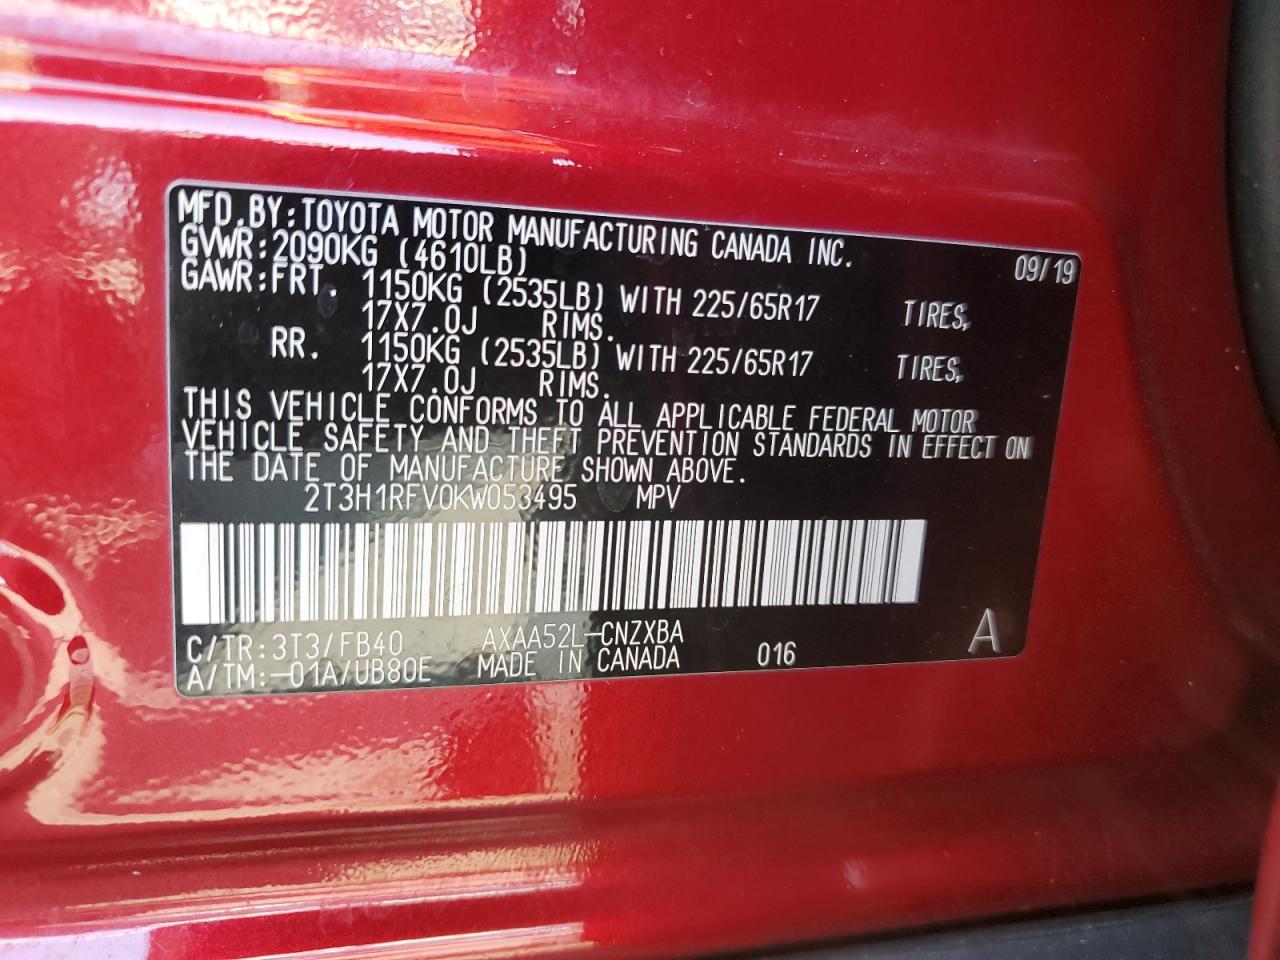 MFD.BY:TOYOTA MOTOR MANUFACTURING CANADA INC.
GVWR:2090KG (4610LB) 09/19
GAWR:FRT. 1150KG (2535LB) WITH 225/65R17 TIRES,
17X7.0J RIMS.
RR. 1150KG (2535LB) WITH 225/65R17 TIRES,
17X7.0J RIMS.
THIS VEHICLE CONFORMS TO ALL APPLICABLE FEDERAL MOTOR
VEHICLE SAFETY AND THEFT PREVENTION STANDARDS IN EFFECT ON
THE DATE OF MANUFACTURE SHOWN ABOVE.
2T3H1RFV0KW053495 MPV
C/TR:3T3/FB40 AXAA52L-CNZXBA
A/TM:-01A/UB80E MADE IN CANADA 016 A